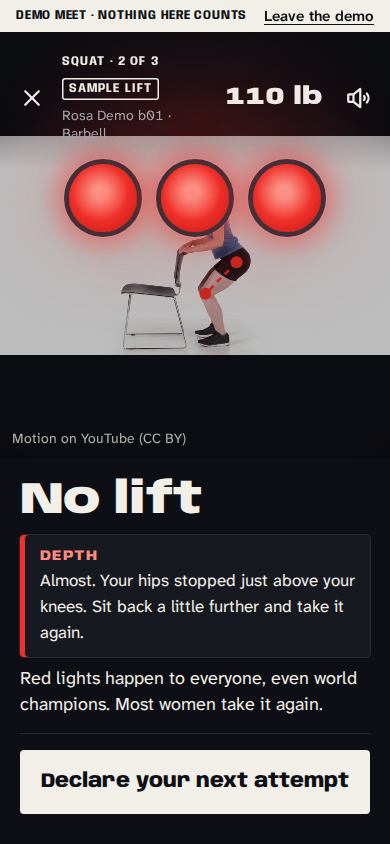 DEMO MEET · NOTHING HERE COUNTS
Leave the demo
SQUAT · 2 OF 3
SAMPLE LIFT
110 lb
Rosa Demo b01 ·
Barbell
Motion on YouTube (CC BY)
No lift
DEPTH
Almost. Your hips stopped just above your
knees. Sit back a little further and take it
again.
Red lights happen to everyone, even world
champions. Most women take it again.
Declare your next attempt